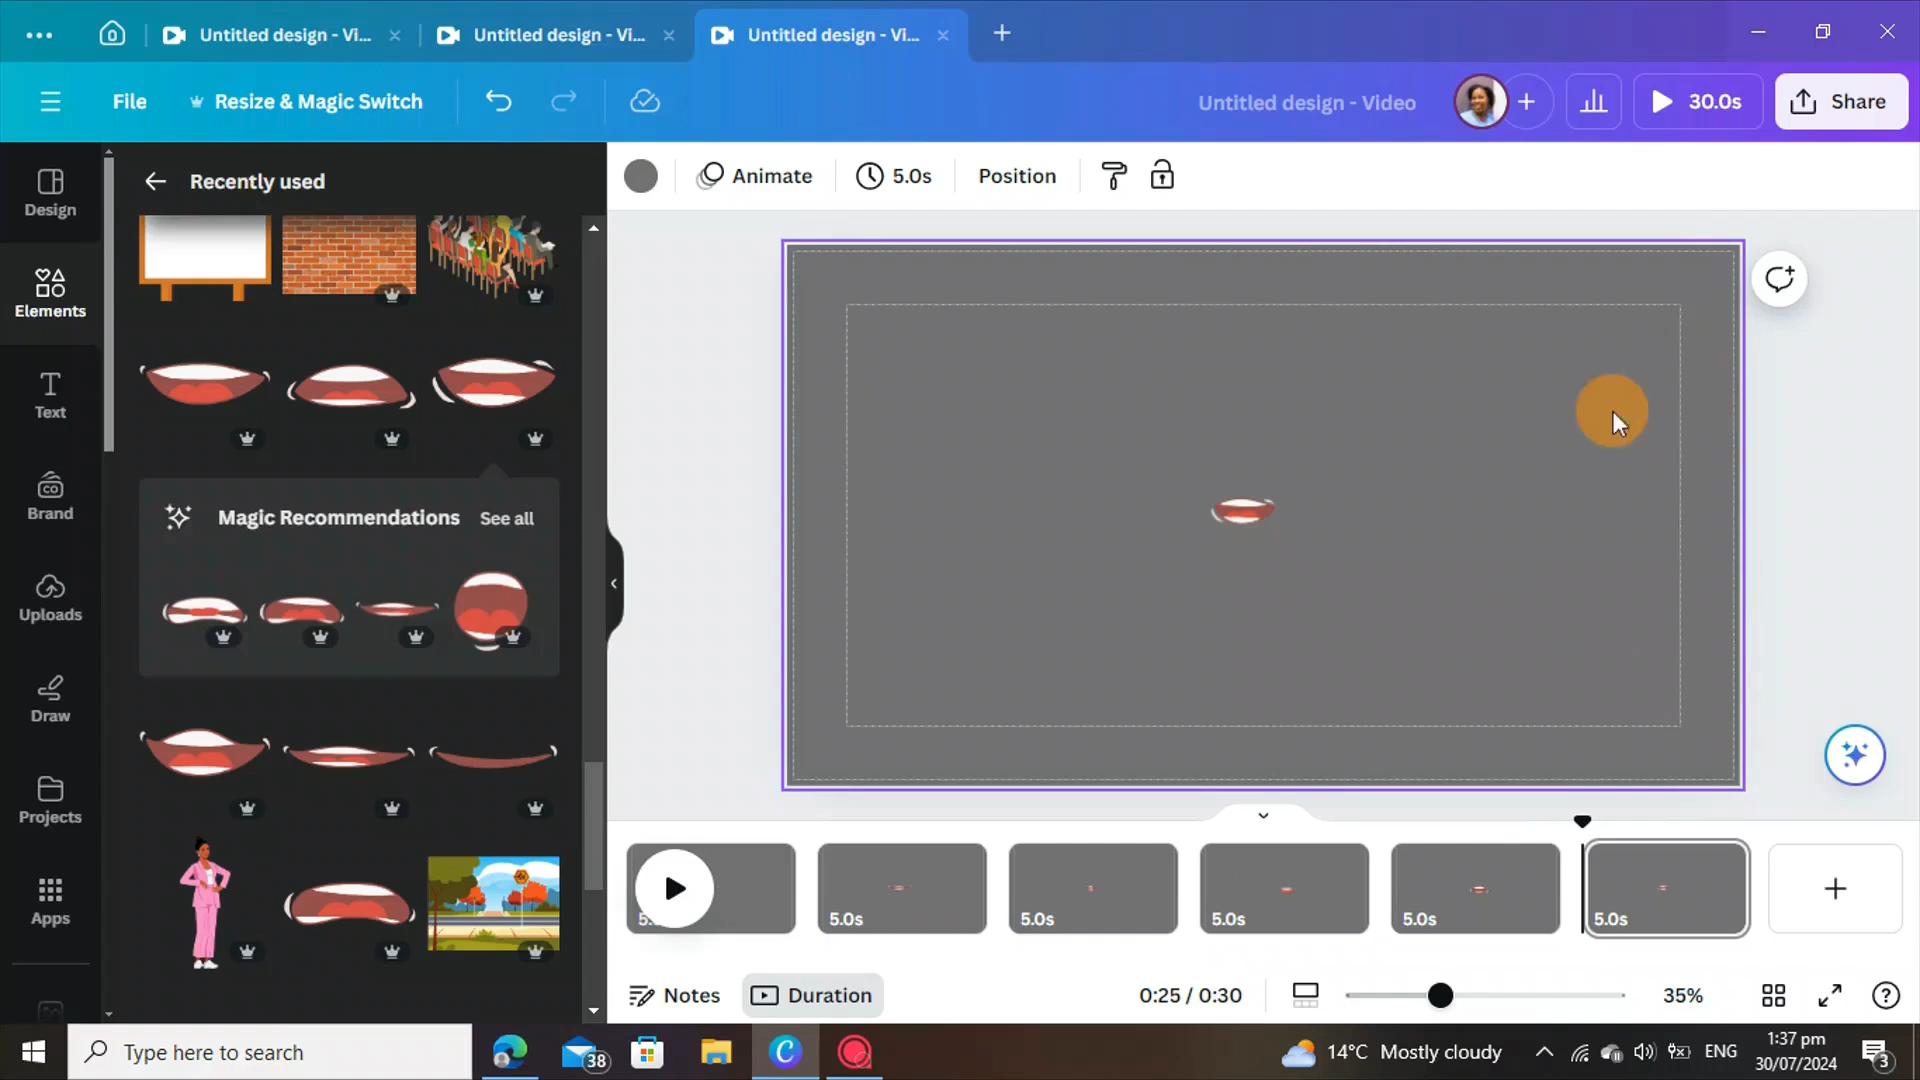 Untitled design - Vi...
Untitled design - Vi...
Untitled design - Vi...
File
Resize & Magic Switch
Untitled design - Video
30.0s
Share
Design
Elements
Text
CO
Brand
Uploads
Draw
Projects
Apps
Recently used
Magic Recommendations
See all
Animate
5.0s
Position
5.0s
5.0s
5.0s
5.0s
5.0s
Notes
Duration
0:25 / 0:30
35%
Type here to search
38
14°C Mostly cloudy
ENG
1:37 pm
30/07/2024
3